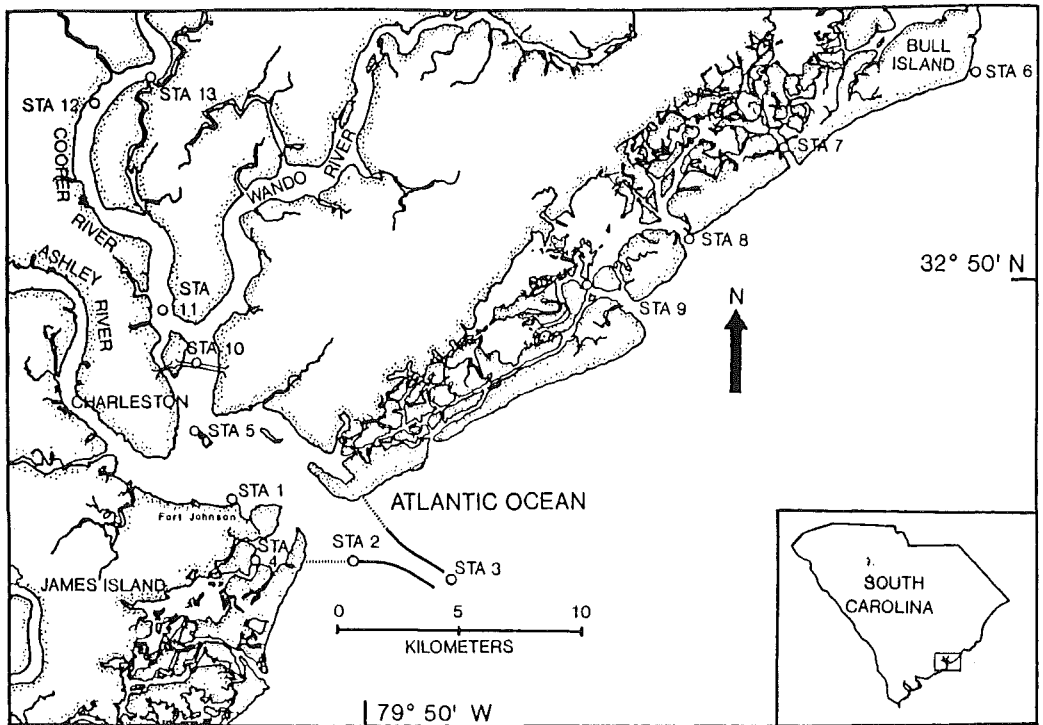 BULL
ISLAND
STA 6
STA 12
STA 13
COOPER
RIVER
WANDO
RIVER
STA 7
ASHLEY
RIVER
STA 8
32° 50' N
STA
11
STA 9
N
STA 10
CHARLESTON
STA 5
STA 1
ATLANTIC OCEAN
Fort Johnson
STA
4
STA 2
STA 3
JAMES ISLAND
SOUTH
CAROLINA
0
5
10
KILOMETERS
79° 50' W